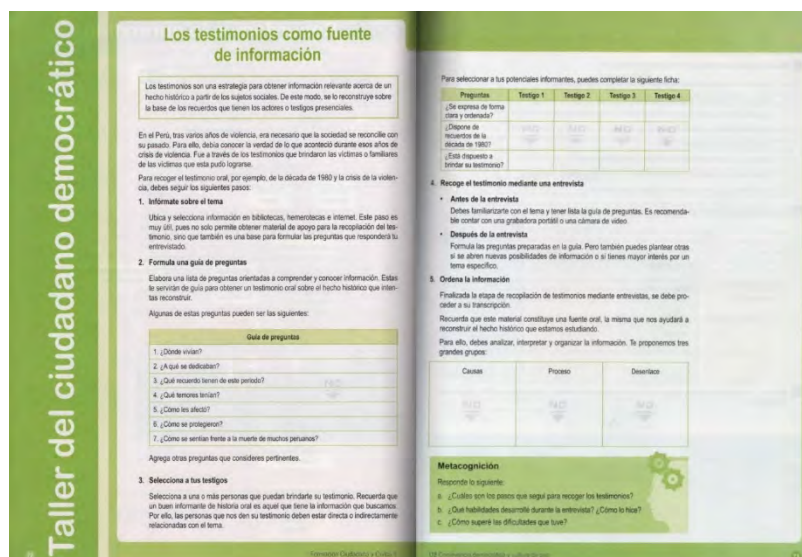 Taller del ciudadano democrático
Los testimonios como fuente
de información
Los testimonios son una estrategia para obtener información relevante acerca de un
hecho histórico a partir de los sujetos sociales. De este modo, se lo reconstruye sobre
la base de los recuerdos que tienen los actores o testigos presenciales.
En el Perú, tras varios años de violencia, era necesario que la sociedad se reconcilie con
su pasado. Para ello, debía conocer la verdad de lo que aconteció durante esos años de
crisis de violencia. Fue a través de los testimonios que brindaron las víctimas o familiares
de las víctimas que esta pudo lograrse.
Para recoger el testimonio oral, por ejemplo, de la década de 1980 y la crisis de la violen-
cia, debes seguir los siguientes pasos:
1. Infórmate sobre el tema
Ubica y selecciona información en bibliotecas, hemerotecas e internet. Este paso es
muy útil, pues no solo permite obtener material de apoyo para la recopilación del tes-
timonio, sino que también es una base para formular las preguntas que responderá tu
entrevistado.
2. Formula una guía de preguntas
Elabora una lista de preguntas orientadas a comprender y conocer información. Estas
te servirán de guía para obtener un testimonio oral sobre el hecho histórico que inten-
tas reconstruir.
Algunas de estas preguntas pueden ser las siguientes:
Guía de preguntas
1. ¿Dónde vivían?
2. ¿A qué se dedicaban?
3. ¿Qué recuerdo tienen de este periodo?
4. ¿Qué temores tenían?
5. ¿Cómo les afectó?
6. ¿Cómo se protegieron?
7. ¿Cómo se sentían frente a la muerte de muchos peruanos?
Agrega otras preguntas que consideres pertinentes.
3. Selecciona a tus testigos
Selecciona a una o más personas que puedan brindarte su testimonio. Recuerda que
un buen informante de historia oral es aquel que tiene la información que buscamos.
Por ello, las personas que nos den su testimonio deben estar directa o indirectamente
relacionadas con el tema.
Para seleccionar a tus potenciales informantes, puedes completar la siguiente ficha:
Preguntas Testigo 1 Testigo 2 Testigo 3 Testigo 4
¿Se expresa de forma
clara y ordenada?
¿Dispone de
recuerdos de la
década de 1980?
¿Está dispuesto a
brindar su testimonio?
4. Recoge el testimonio mediante una entrevista
• Antes de la entrevista
Debes familiarizarte con el tema y tener lista la guía de preguntas. Es recomenda-
ble contar con una grabadora portátil o una cámara de video.
• Después de la entrevista
Formula las preguntas preparadas en la guía. Pero también puedes plantear otras
si se abren nuevas posibilidades de información o si tienes mayor interés por un
tema específico.
5. Ordena la información
Finalizada la etapa de recopilación de testimonios mediante entrevistas, se debe pro-
ceder a su transcripción.
Recuerda que este material constituye una fuente oral, la misma que nos ayudará a
reconstruir el hecho histórico que estamos estudiando.
Para ello, debes analizar, interpretar y organizar la información. Te proponemos tres
grandes grupos:
Causas Proceso Desenlace
Metacognición
Responde lo siguiente:
a. ¿Cuáles son los pasos que seguí para recoger los testimonios?
b. ¿Qué habilidades desarrollé durante la entrevista? ¿Cómo lo hice?
c. ¿Cómo superé las dificultades que tuve?